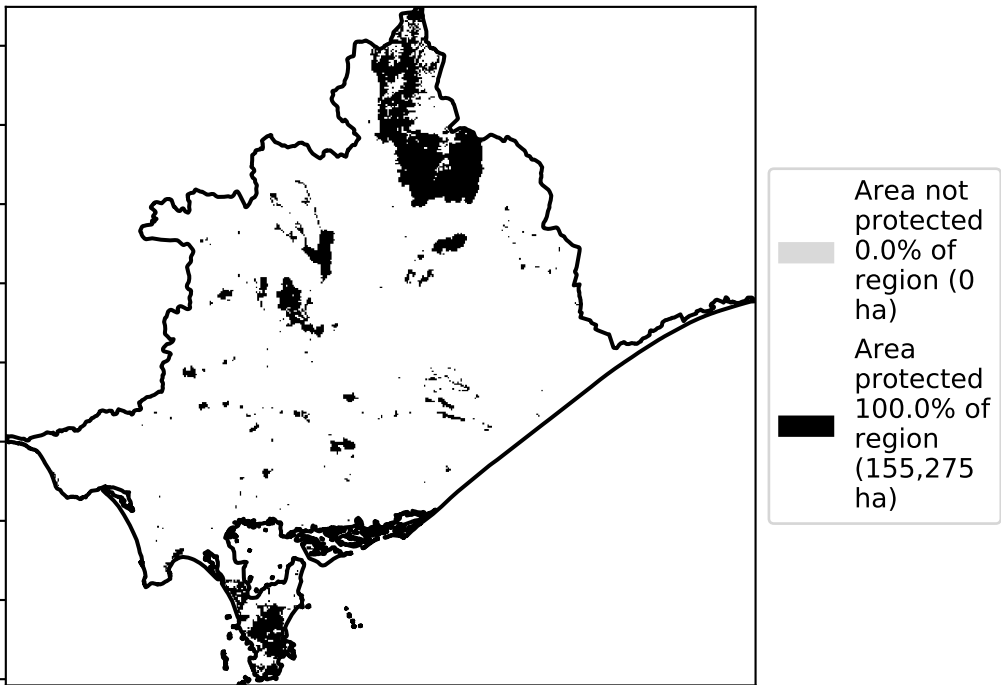 Area not
protected
0.0% of
region (0
ha)
Area
protected
100.0% of
region
(155,275
ha)